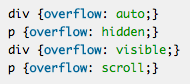 div {overflow: auto;}
p {overflow: hidden;}
div {overflow: visible;}
p {overflow: scroll;}